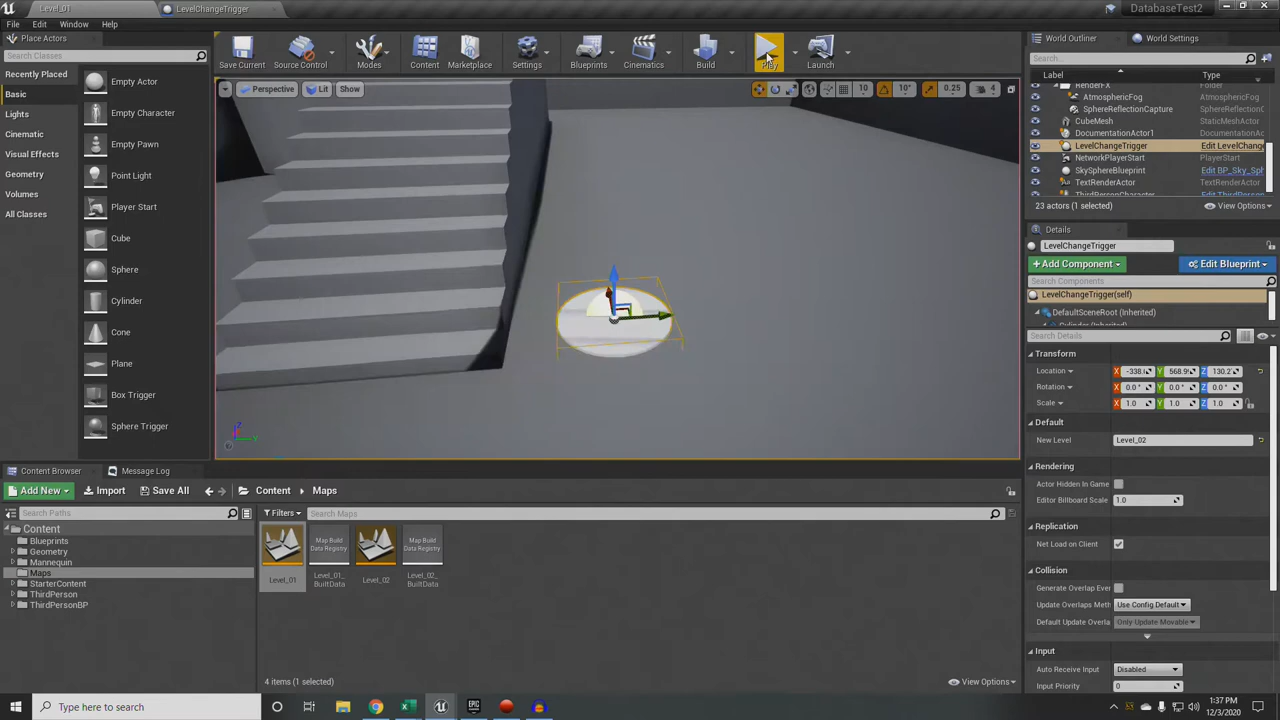 Level_01
LevelChangeTrigger
DatabaseTest2
File Edit Window Help
Place Actors
Search Classes
Recently Placed
Basic
Lights
Cinematic
Visual Effects
Geometry
Volumes
All Classes
Empty Actor
Empty Character
Empty Pawn
Point Light
Player Start
Cube
Sphere
Cylinder
Cone
Plane
Box Trigger
Sphere Trigger
Save Current
Source Control
Modes
Content
Marketplace
Settings
Blueprints
Cinematics
Build
Play
Launch
Perspective
Lit
Show
10
10°
0.25
4
World Outliner
World Settings
Search...
Label Type
RenderFX Folder
AtmosphericFog AtmosphericFog
SphereReflectionCapture SphereReflectionC
CubeMesh StaticMeshActor
DocumentationActor1 DocumentationActor
LevelChangeTrigger Edit LevelChange
NetworkPlayerStart PlayerStart
SkySphereBlueprint Edit BP_Sky_Sph
TextRenderActor TextRenderActor
ThirdPersonCharacter Edit ThirdPerson
23 actors (1 selected)
View Options
Details
LevelChangeTrigger
+Add Component
Edit Blueprint
Search Components
LevelChangeTrigger(self)
DefaultSceneRoot (Inherited)
Cylinder (Inherited)
Search Details
Transform
Location X -338. Y 568.9 Z 130.2
Rotation 0.0° 0.0° 0.0°
Scale X 1.0 Y 1.0 Z 1.0
Default
New Level Level_02
Rendering
Actor Hidden In Game
Editor Billboard Scale 1.0
Replication
Net Load on Client
Collision
Generate Overlap Ever
Update Overlaps Meth Use Config Default
Default Update Overla Only Update Movable
Input
Auto Receive Input Disabled
Input Priority 0
Content Browser
Message Log
Add New
Import
Save All
Content
Maps
Search Paths
Filters
Search Maps
Content
Blueprints
Geometry
Mannequin
Maps
StarterContent
ThirdPerson
ThirdPersonBP
Map Build
Data Registry
Map Build
Data Registry
Level_01
Level_01_
BuiltData
Level_02
Level_02_
BuiltData
4 items (1 selected)
View Options
Type here to search
EPIC
1:37 PM
12/3/2020